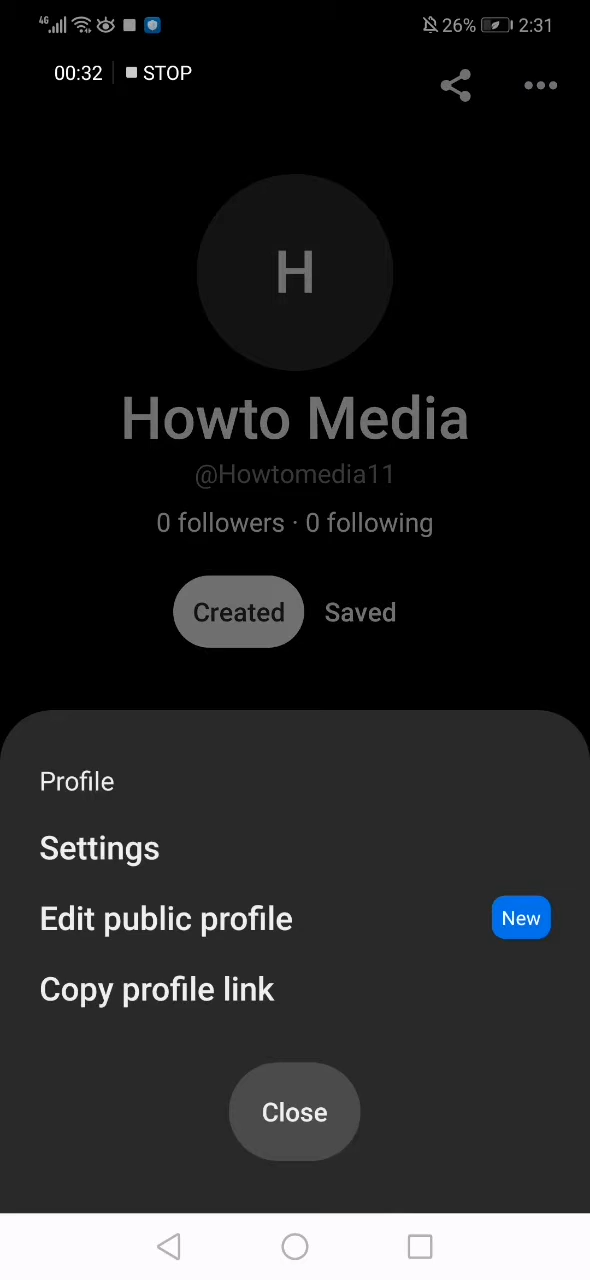 4G 26% 2:31
00:32 STOP
H
Howto Media
@Howtomedia11
0 followers · 0 following
Created Saved
Profile
Settings
Edit public profile New
Copy profile link
Close